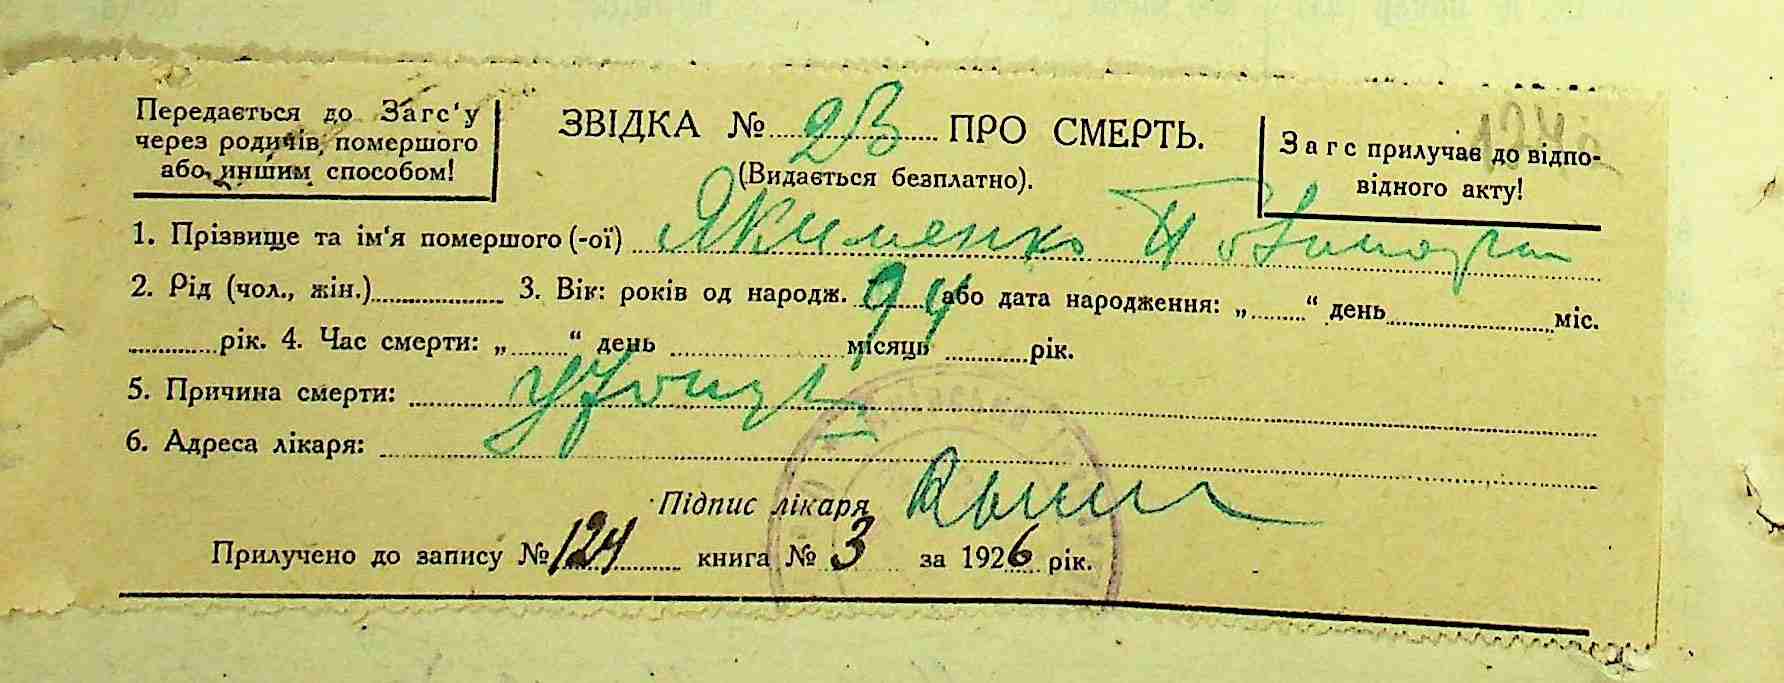 Передається до Загс'у
через родичів, помершого
або, иншим способом!
ЗВІДКА № 23 ПРО СМЕРТЬ.
(Видається безплатно).
Загс прилучає до відпо-
відного акту!
1. Прізвище та ім'я помершого (-ої) Якименко
2. Рід (чол., жін.) 3. Вік: років од народж. 94 або дата народження: „ “ день міс.
рік. 4. Час смерти: „ “ день місяць рік.
5. Причина смерти:
6. Адреса лікаря:
Підпис лікаря
Прилучено до запису № 124 книга № 3 за 1926 рік.